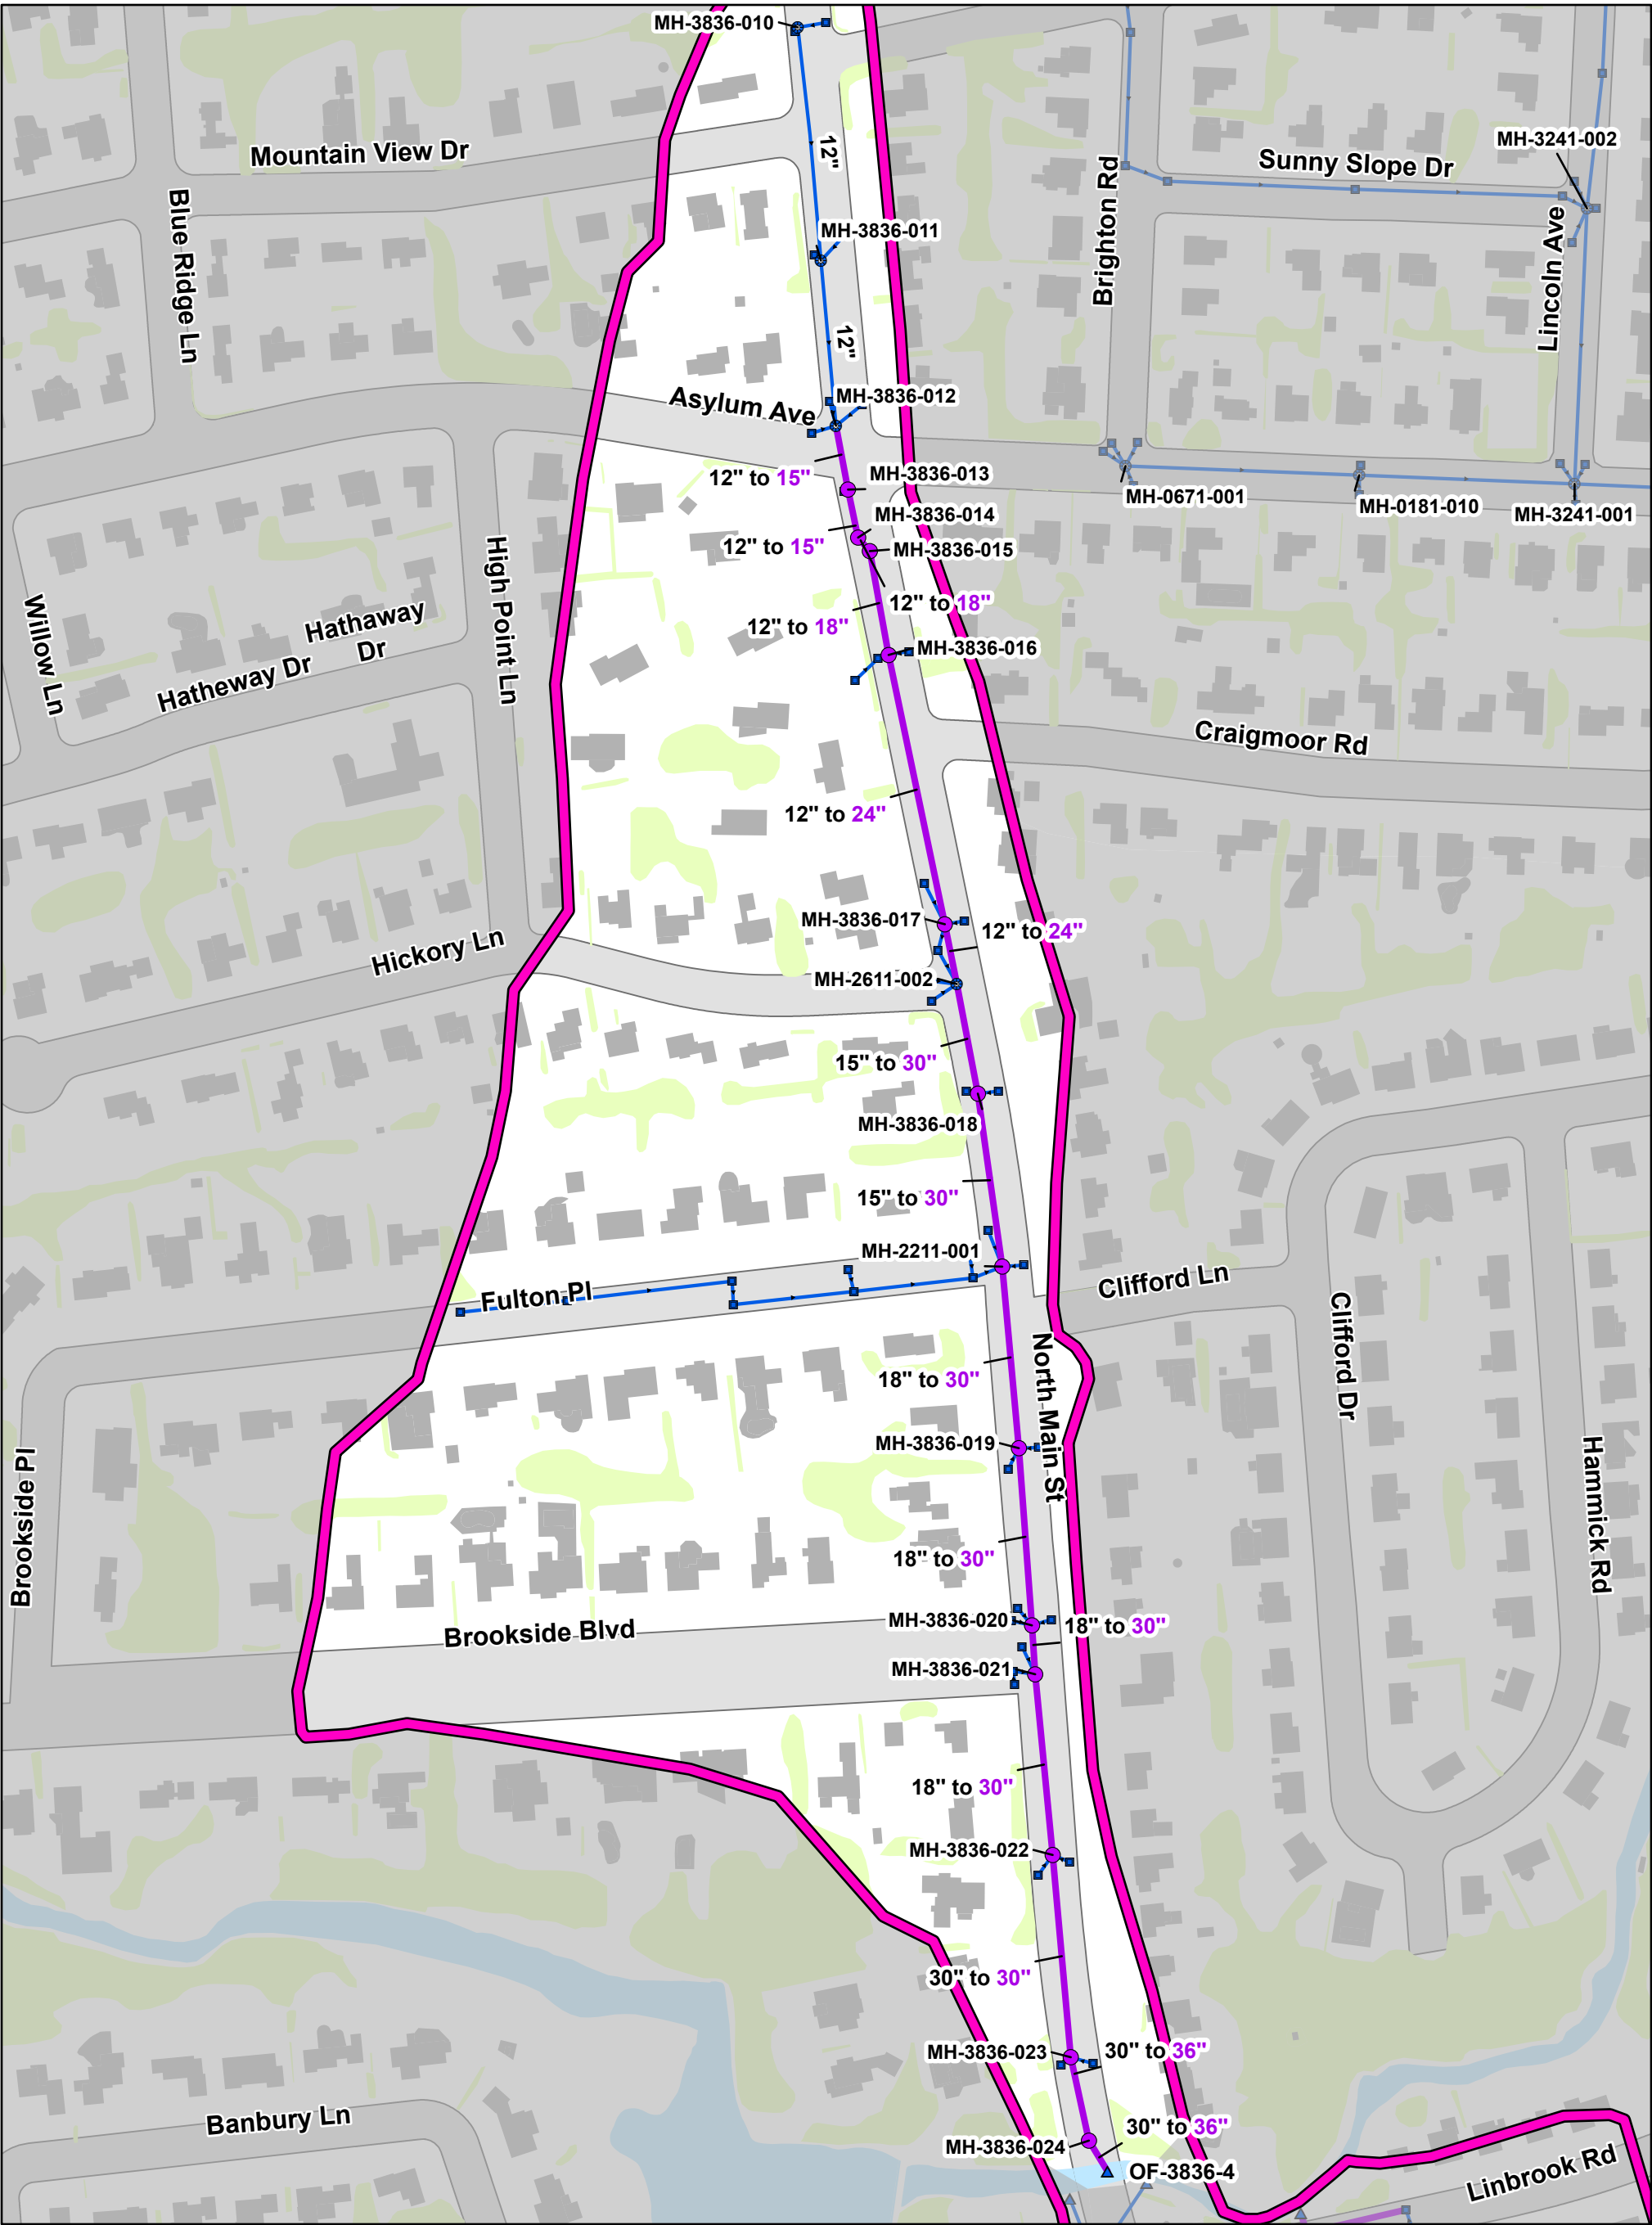 MH-3836-010
MH-3241-002
Mountain View Dr
12"
Sunny Slope Dr
Brighton Rd
Blue Ridge Ln
MH-3836-011
Lincoln Ave
12"
Asylum Ave
MH-3836-012
12" to 15"
MH-3836-013
MH-0671-001
MH-0181-010
MH-3241-001
MH-3836-014
12" to 15"
MH-3836-015
High Point Ln
Willow Ln
12" to 18"
12" to 18"
Hathaway
Dr
Hatheway Dr
MH-3836-016
Craigmoor Rd
12" to 24"
MH-3836-017
12" to 24"
Hickory Ln
MH-2611-002
15" to 30"
MH-3836-018
15" to 30"
MH-2211-001
Clifford Ln
Fulton Pl
Clifford Dr
18" to 30"
North Main St
MH-3836-019
Hammick Rd
Brookside Pl
18" to 30"
MH-3836-020
18" to 30"
Brookside Blvd
MH-3836-021
18" to 30"
MH-3836-022
30" to 30"
MH-3836-023
30" to 36"
Banbury Ln
30" to 36"
MH-3836-024
OF-3836-4
Linbrook Rd